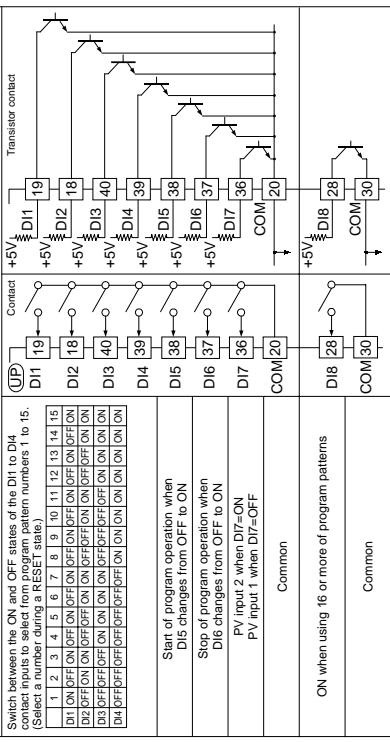 Switch between the ON and OFF states of the DI1 to DI4
contact inputs to select from program pattern numbers 1 to 15.
(Select a number during a RESET state.)
1 2 3 4 5 6 7 8 9 10 11 12 13 14 15
DI1 ON OFF ON OFF ON OFF ON OFF ON OFF ON OFF ON OFF ON
DI2 OFF ON ON OFF OFF ON ON OFF OFF ON ON OFF OFF ON ON
DI3 OFF OFF OFF ON ON ON ON OFF OFF OFF OFF ON ON ON ON
DI4 OFF OFF OFF OFF OFF OFF OFF ON ON ON ON ON ON ON ON
Start of program operation when
DI5 changes from OFF to ON
Stop of program operation when
DI6 changes from OFF to ON
PV input 2 when DI7=ON
PV input 1 when DI7=OFF
Common
ON when using 16 or more of program patterns
Common
UP
Contact
DI1 19
DI2 18
DI3 40
DI4 39
DI5 38
DI6 37
DI7 36
COM 20
DI8 28
COM 30
Transistor contact
+5V DI1 19
+5V DI2 18
+5V DI3 40
+5V DI4 39
+5V DI5 38
+5V DI6 37
+5V DI7 36
COM 20
+5V DI8 28
COM 30